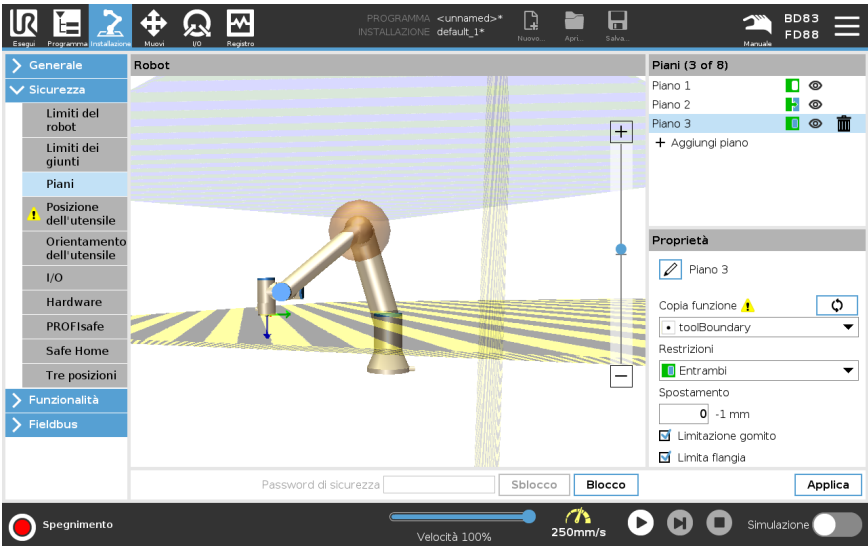 PROGRAMMA <unnamed>*
INSTALLAZIONE default_1*
Esegui
Programma
Installazione
Muovi
I/O
Registro
Nuovo...
Apri...
Salva...
Manuale
BD83
FD88
Generale
Sicurezza
Limiti del
robot
Limiti dei
giunti
Piani
Posizione
dell'utensile
Orientamento
dell'utensile
I/O
Hardware
PROFIsafe
Safe Home
Tre posizioni
Funzionalità
Fieldbus
Robot
Piani (3 of 8)
Piano 1
Piano 2
Piano 3
+ Aggiungi piano
Proprietà
Piano 3
Copia funzione
toolBoundary
Restrizioni
Entrambi
Spostamento
0 -1 mm
Limitazione gomito
Limita flangia
Password di sicurezza
Sblocco
Blocco
Applica
Spegnimento
Velocità 100%
250mm/s
Simulazione